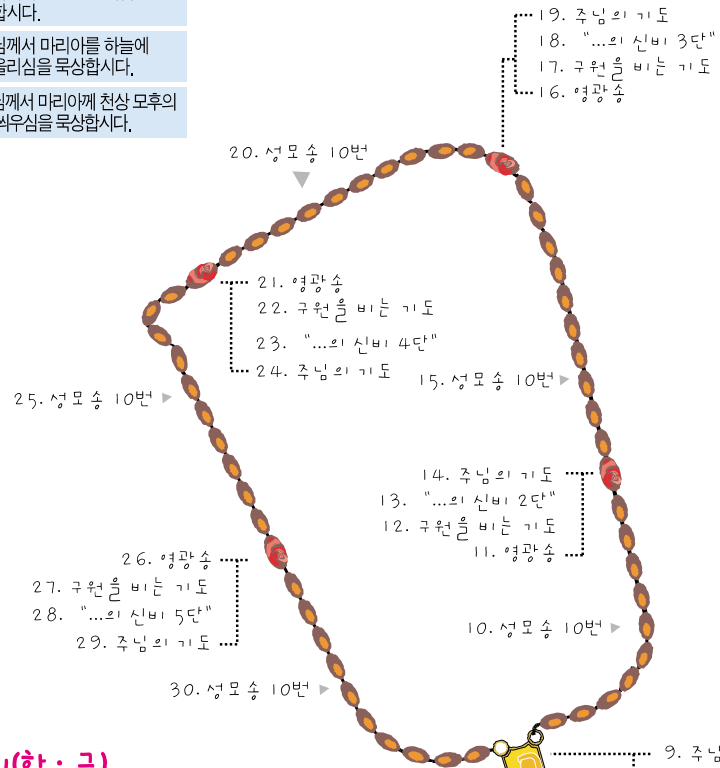 합시다.
님께서 마리아를 하늘에
올리심을 묵상합시다.
님께서 마리아께 천상 모후의
씌우심을 묵상합시다.
19. 주님의 기도
18. "...의 신비 3단"
17. 구원을 비는 기도
16. 영광송
20. 성모송 10번
21. 영광송
22. 구원을 비는 기도
23. "...의 신비 4단"
24. 주님의 기도
15. 성모송 10번
25. 성모송 10번
14. 주님의 기도
13. "...의 신비 2단"
12. 구원을 비는 기도
11. 영광송
26. 영광송
27. 구원을 비는 기도
28. "...의 신비 5단"
29. 주님의 기도
10. 성모송 10번
30. 성모송 10번
9. 주님